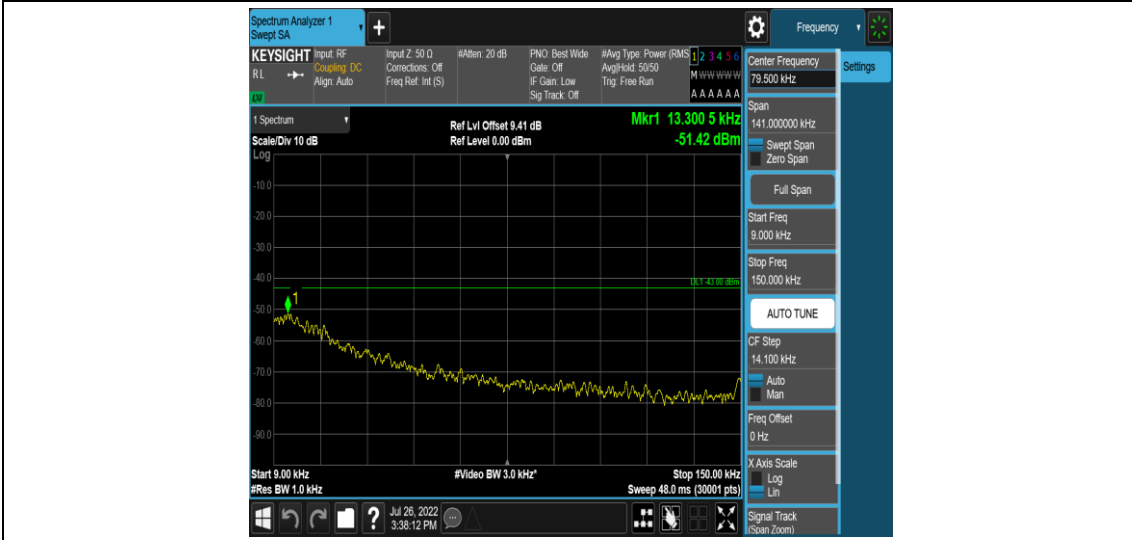 Spectrum Analyzer 1
Swept SA
+
Frequency
KEYSIGHT
RL
Input: RF
Coupling: DC
Align: Auto
Input Z: 50 Ω
Corrections: Off
Freq Ref: Int (S)
#Atten: 20 dB
PNO: Best Wide
Gate: Off
IF Gain: Low
Sig Track: Off
#Avg Type: Power (RMS
Avg|Hold: 50/50
Trig: Free Run
1 2 3 4 5 6
M W W W W W
A A A A A A
1 Spectrum
Scale/Div 10 dB
Log
Ref Lvl Offset 9.41 dB
Ref Level 0.00 dBm
Mkr1 13.300 5 kHz
-51.42 dBm
-10.0
-20.0
-30.0
-40.0
DL1 -43.00 dBm
1
-50.0
-60.0
-70.0
-80.0
-90.0
Start 9.00 kHz
#Res BW 1.0 kHz
#Video BW 3.0 kHz*
Stop 150.00 kHz
Sweep 48.0 ms (30001 pts)
?
Jul 26, 2022
3:38:12 PM
Center Frequency
79.500 kHz
Settings
Span
141.000000 kHz
Swept Span
Zero Span
Full Span
Start Freq
9.000 kHz
Stop Freq
150.000 kHz
AUTO TUNE
CF Step
14.100 kHz
Auto
Man
Freq Offset
0 Hz
X Axis Scale
Log
Lin
Signal Track
(Span Zoom)